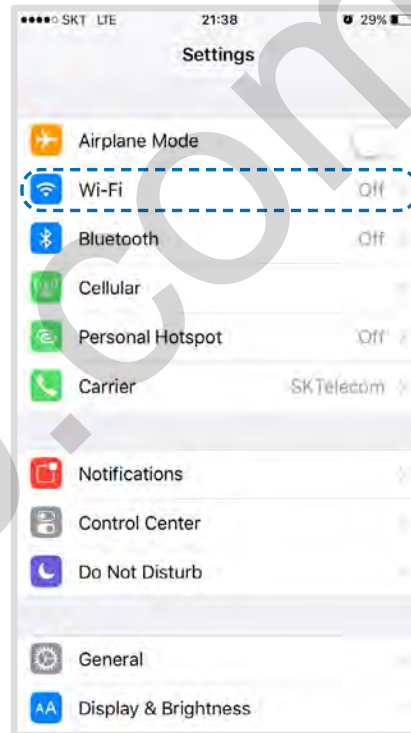 SKT LTE 21:38 29%
Settings
Airplane Mode
Wi-Fi Off
Bluetooth Off
Cellular
Personal Hotspot Off
Carrier SKTelecom
Notifications
Control Center
Do Not Disturb
General
AA Display & Brightness